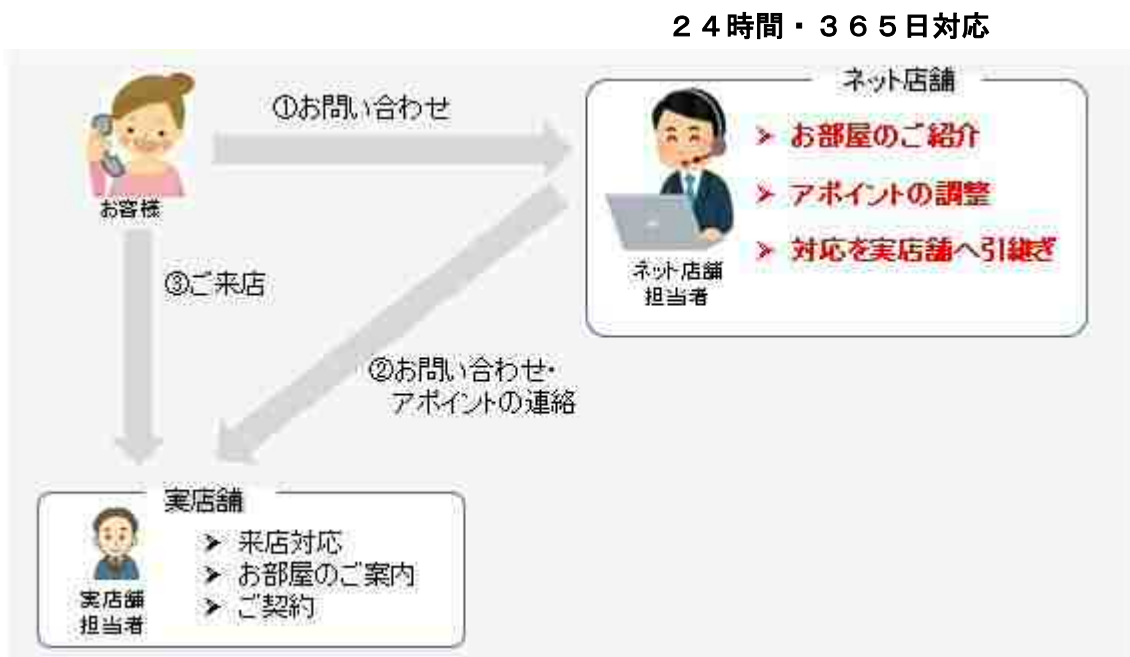 ２４時間・３６５日対応
ネット店舗
①お問い合わせ
➢ お部屋のご紹介
➢ アポイントの調整
➢ 対応を実店舗へ引継ぎ
お客様
ネット店舗
担当者
③ご来店
②お問い合わせ・
アポイントの連絡
実店舗
➢ 来店対応
➢ お部屋のご案内
➢ ご契約
実店舗
担当者